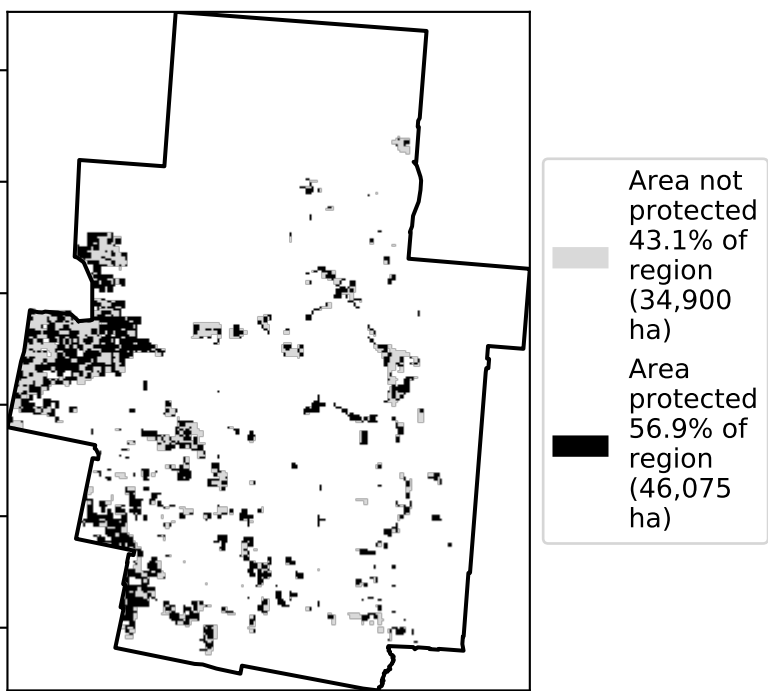 Area not
protected
43.1% of
region
(34,900
ha)
Area
protected
56.9% of
region
(46,075
ha)